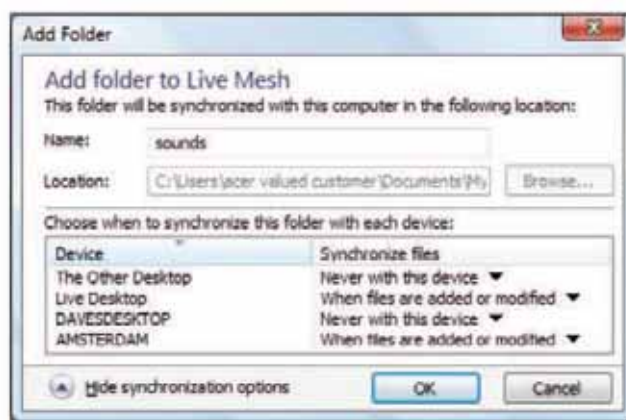 Add Folder
Add folder to Live Mesh
This folder will be synchronized with this computer in the following location:
Name: sounds
Location: C:\Users\acer valued customer\Documents\My Browse...
Choose when to synchronize this folder with each device:
Device Synchronize files
The Other Desktop Never with this device
Live Desktop When files are added or modified
DAVESDESKTOP Never with this device
AMSTERDAM When files are added or modified
Hide synchronization options OK Cancel